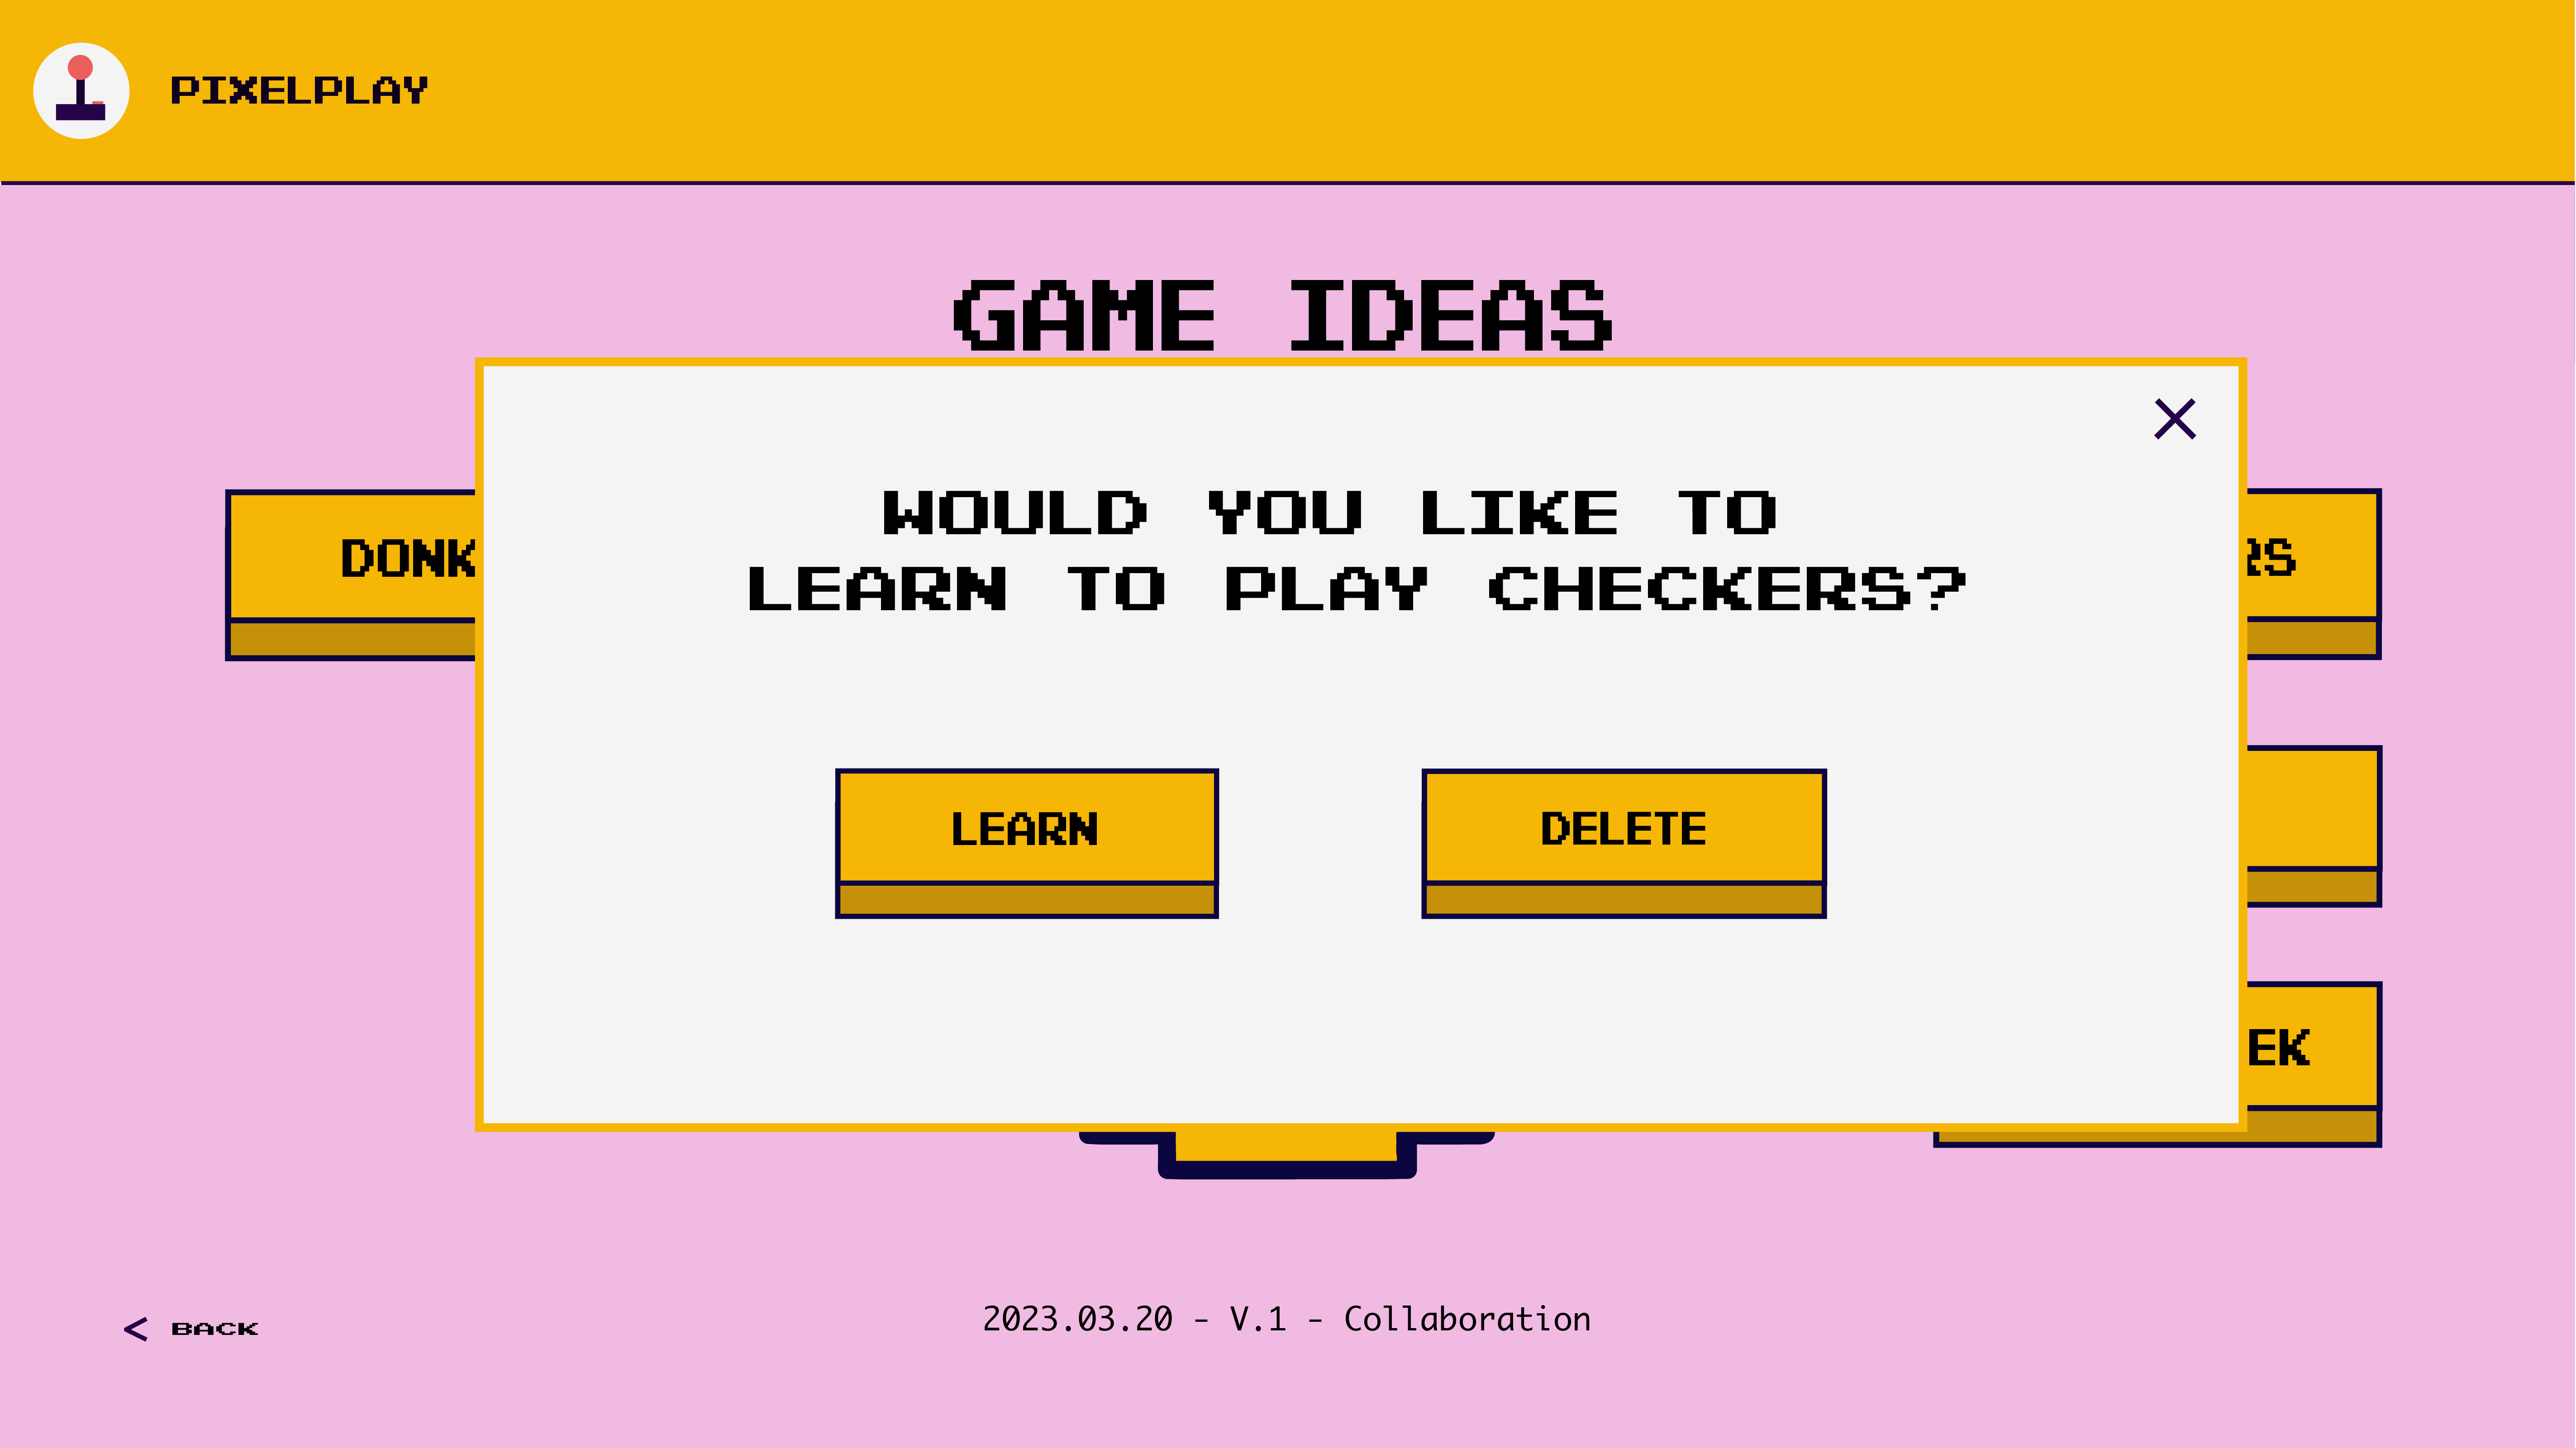 PIXELPLAY
GAME IDEAS
WOULD YOU LIKE TO
LEARN TO PLAY CHECKERS?
DONK
RS
LEARN
DELETE
EK
< BACK
2023.03.20 - V.1 - Collaboration